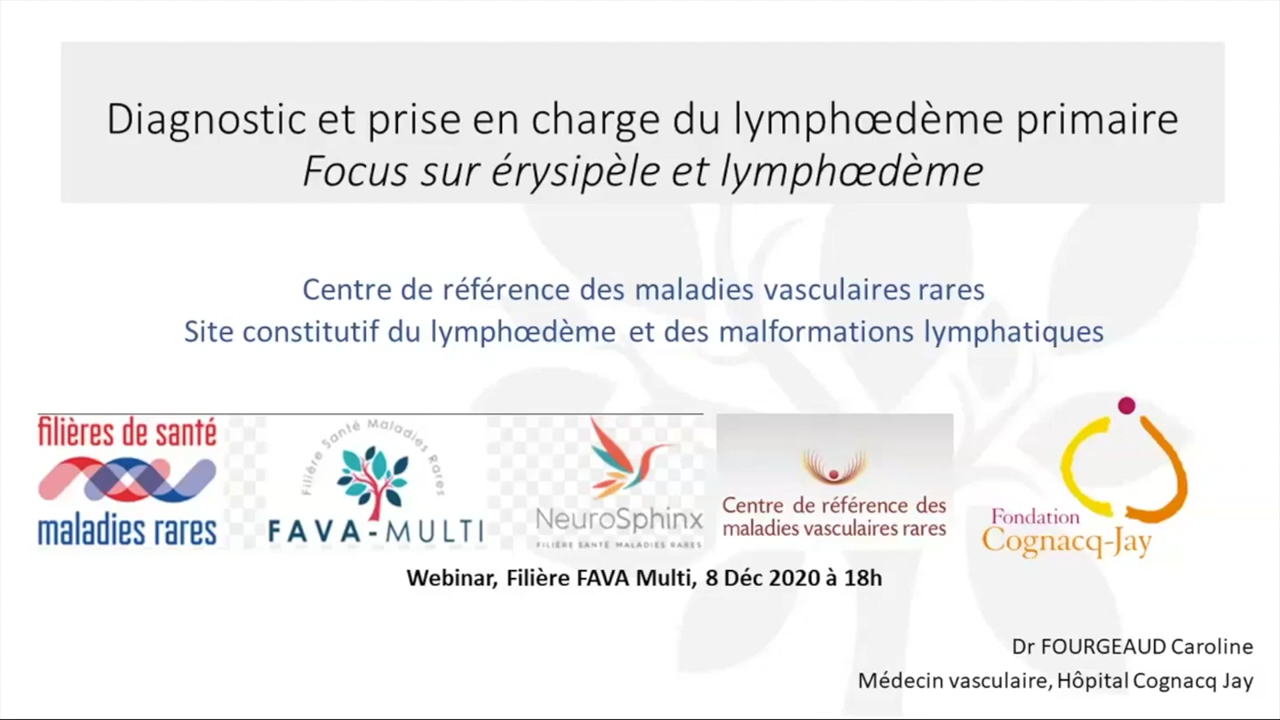 Diagnostic et prise en charge du lymphœdème primaire
Focus sur érysipèle et lymphœdème
Centre de référence des maladies vasculaires rares
Site constitutif du lymphœdème et des malformations lymphatiques
filières de santé
maladies rares
Filière Santé Maladies Rares
FAVA-MULTI
NeuroSphinx
FILIÈRE SANTÉ MALADIES RARES
Centre de référence des
maladies vasculaires rares
Fondation
Cognacq-Jay
Webinar, Filière FAVA Multi, 8 Déc 2020 à 18h
Dr FOURGEAUD Caroline
Médecin vasculaire, Hôpital Cognacq Jay